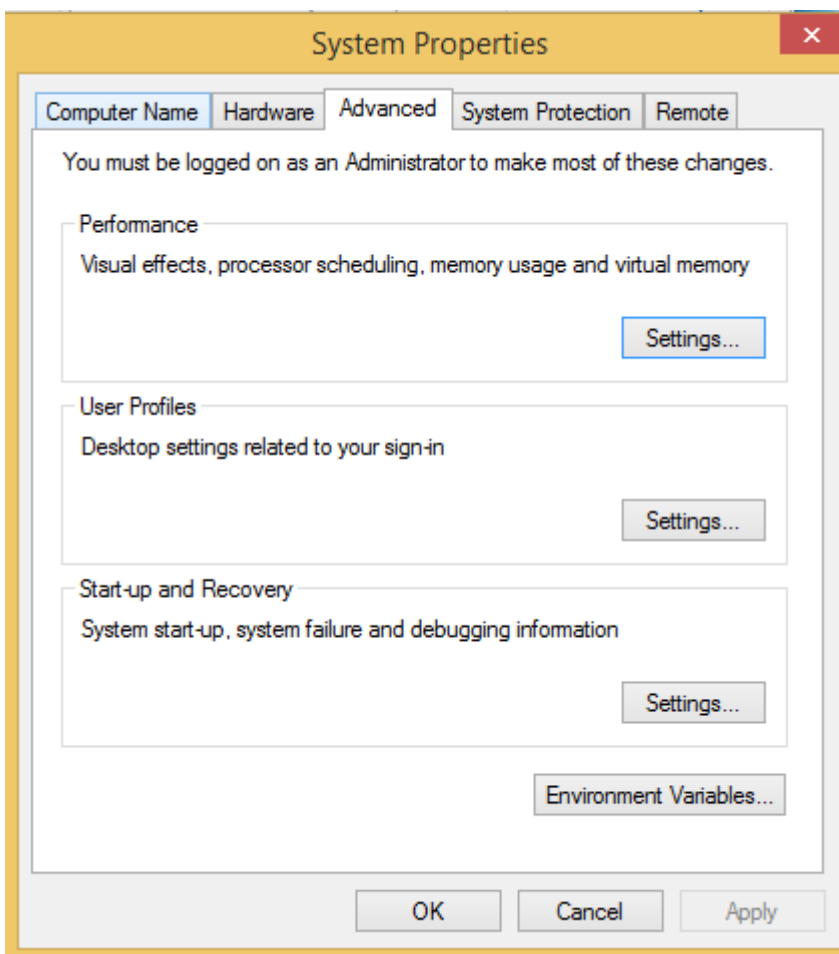 System Properties
Computer Name
Hardware
Advanced
System Protection
Remote
You must be logged on as an Administrator to make most of these changes.
Performance
Visual effects, processor scheduling, memory usage and virtual memory
Settings...
User Profiles
Desktop settings related to your sign-in
Settings...
Start-up and Recovery
System start-up, system failure and debugging information
Settings...
Environment Variables...
OK
Cancel
Apply